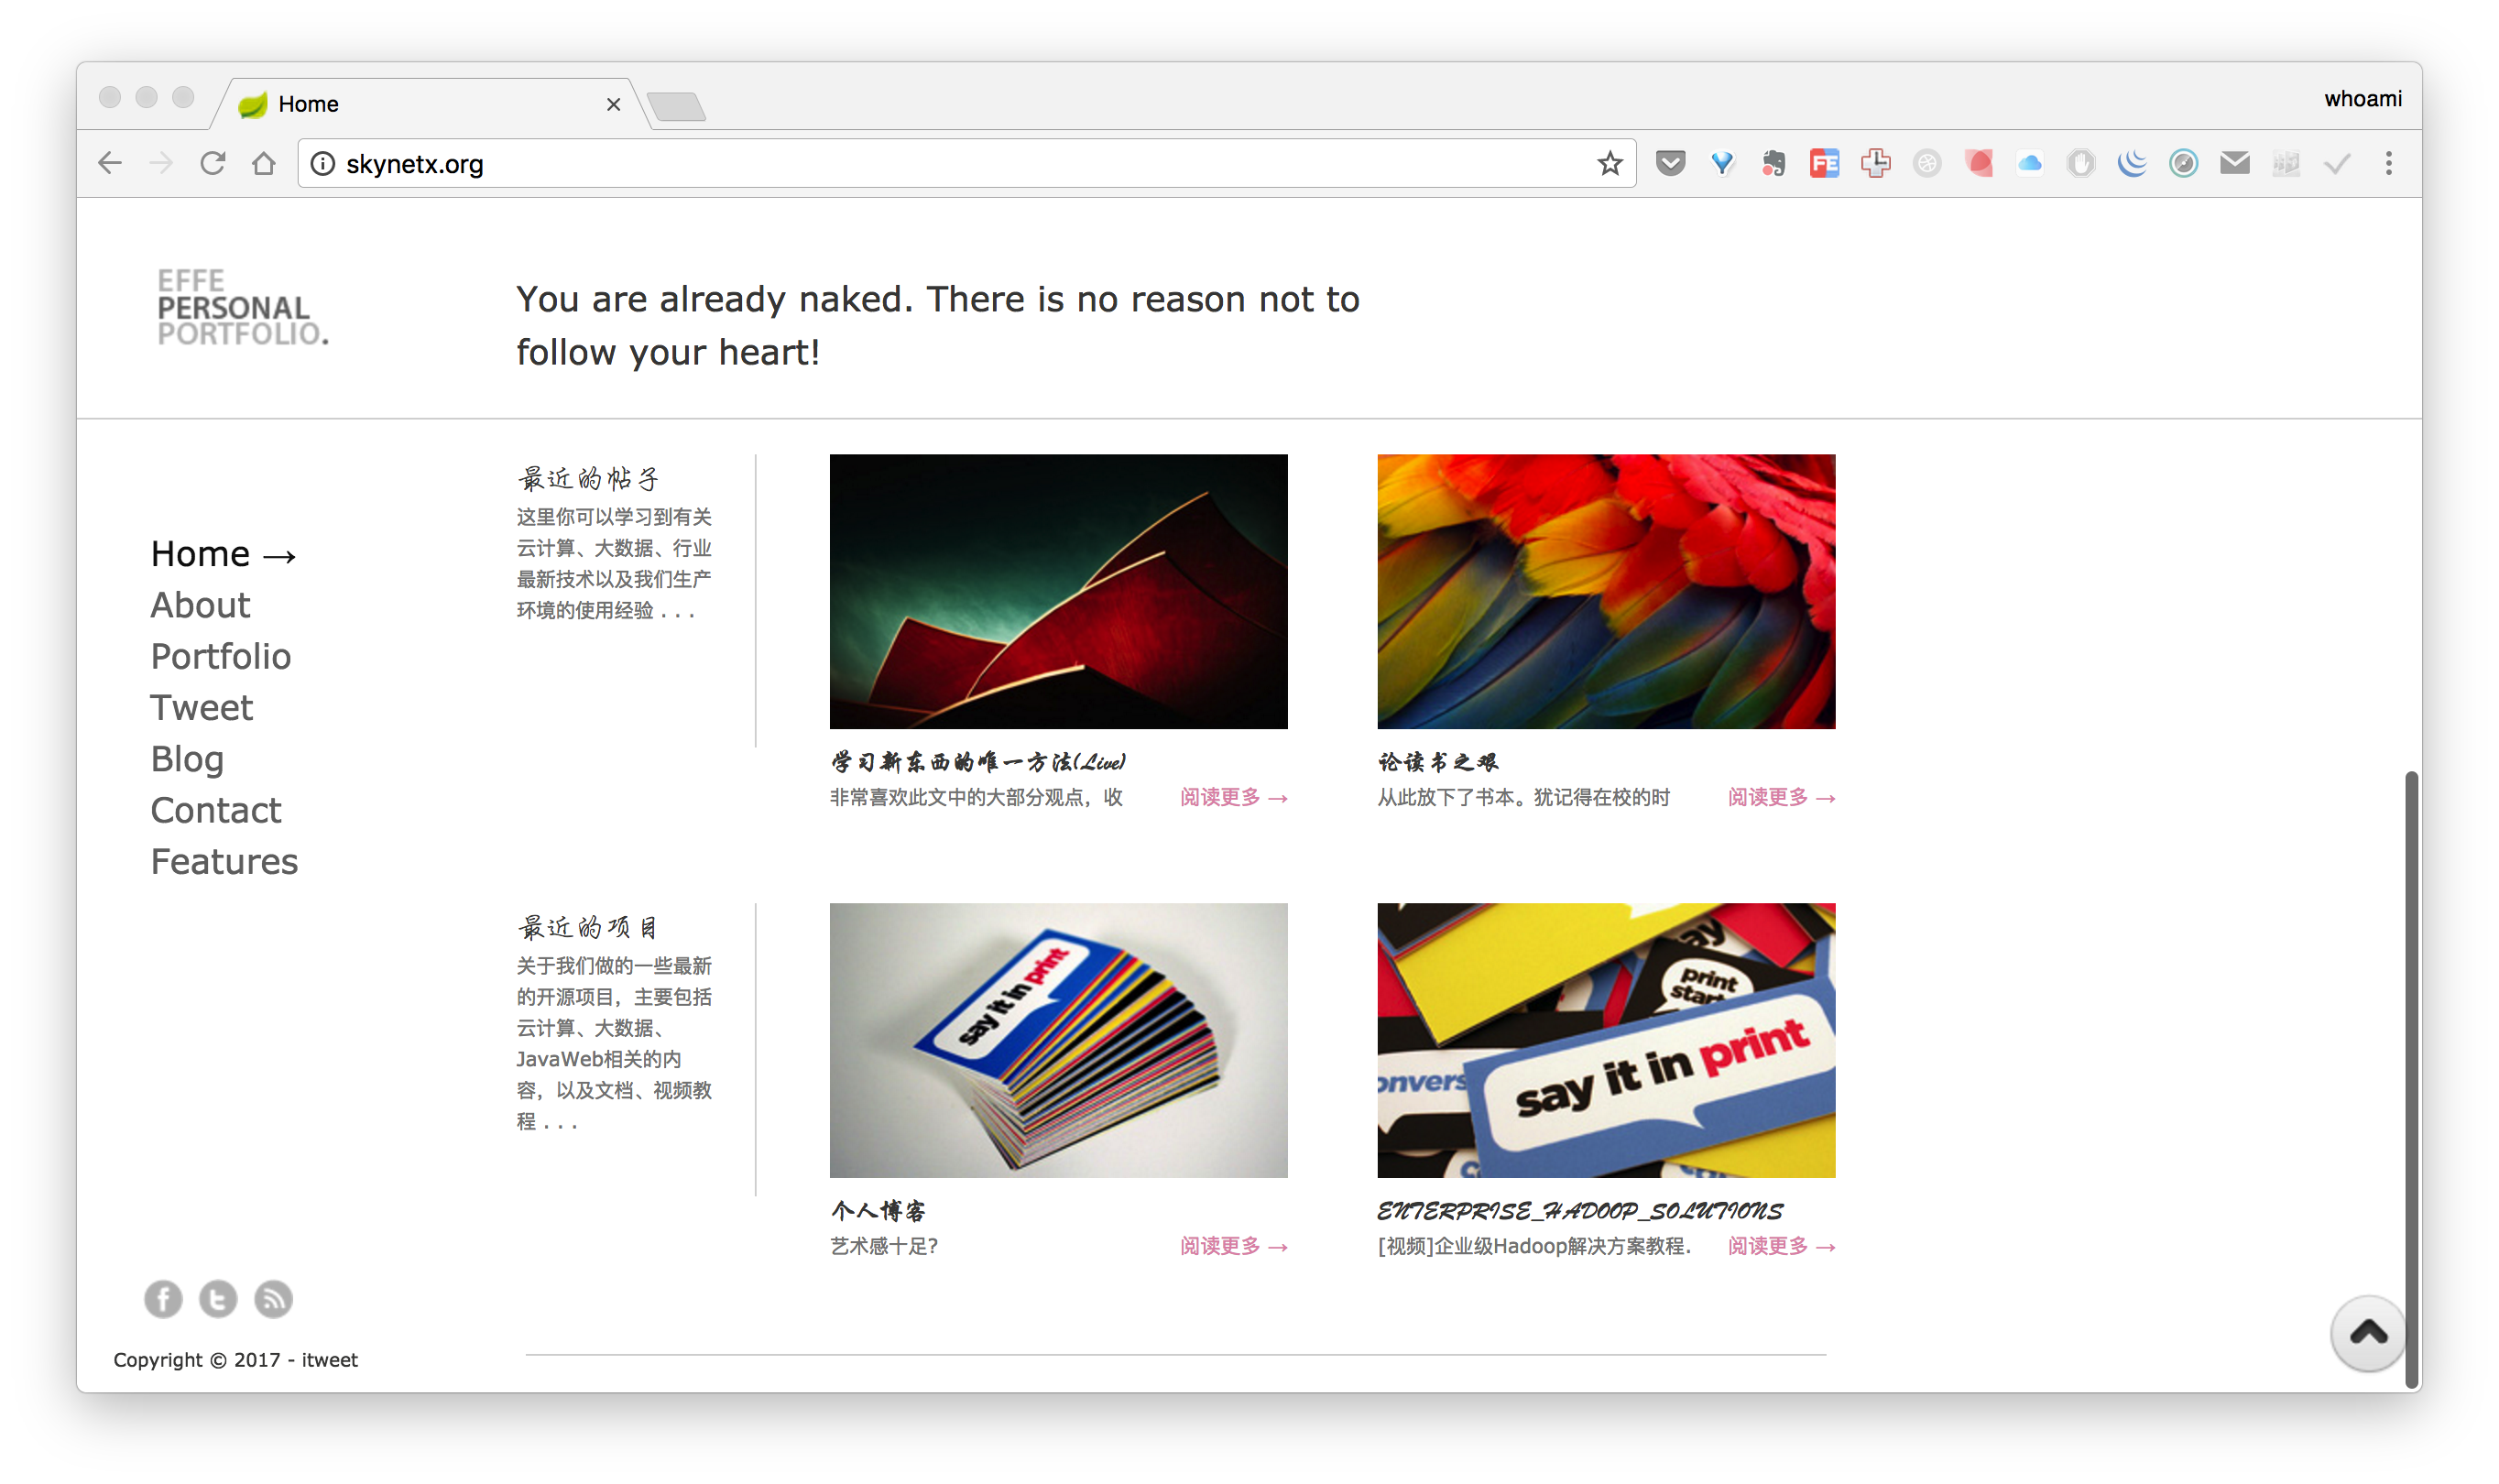 Home
whoami
skynetx.org
FE
EFFE
PERSONAL
PORTFOLIO.
You are already naked. There is no reason not to
follow your heart!
Home →
About
Portfolio
Tweet
Blog
Contact
Features
最近的帖子
这里你可以学习到有关
云计算、大数据、行业
最新技术以及我们生产
环境的使用经验 . . .
学习新东西的唯一方法(Live)
非常喜欢此文中的大部分观点，收
阅读更多 →
论读书之艰
从此放下了书本。犹记得在校的时
阅读更多 →
最近的项目
关于我们做的一些最新
的开源项目，主要包括
云计算、大数据、
JavaWeb相关的内
容，以及文档、视频教
程 . . .
say it in print
个人博客
艺术感十足?
阅读更多 →
say
print
start
onvers
say it in print
ENTERPRISE_HADOOP_SOLUTIONS
[视频]企业级Hadoop解决方案教程.
阅读更多 →
Copyright © 2017 - itweet